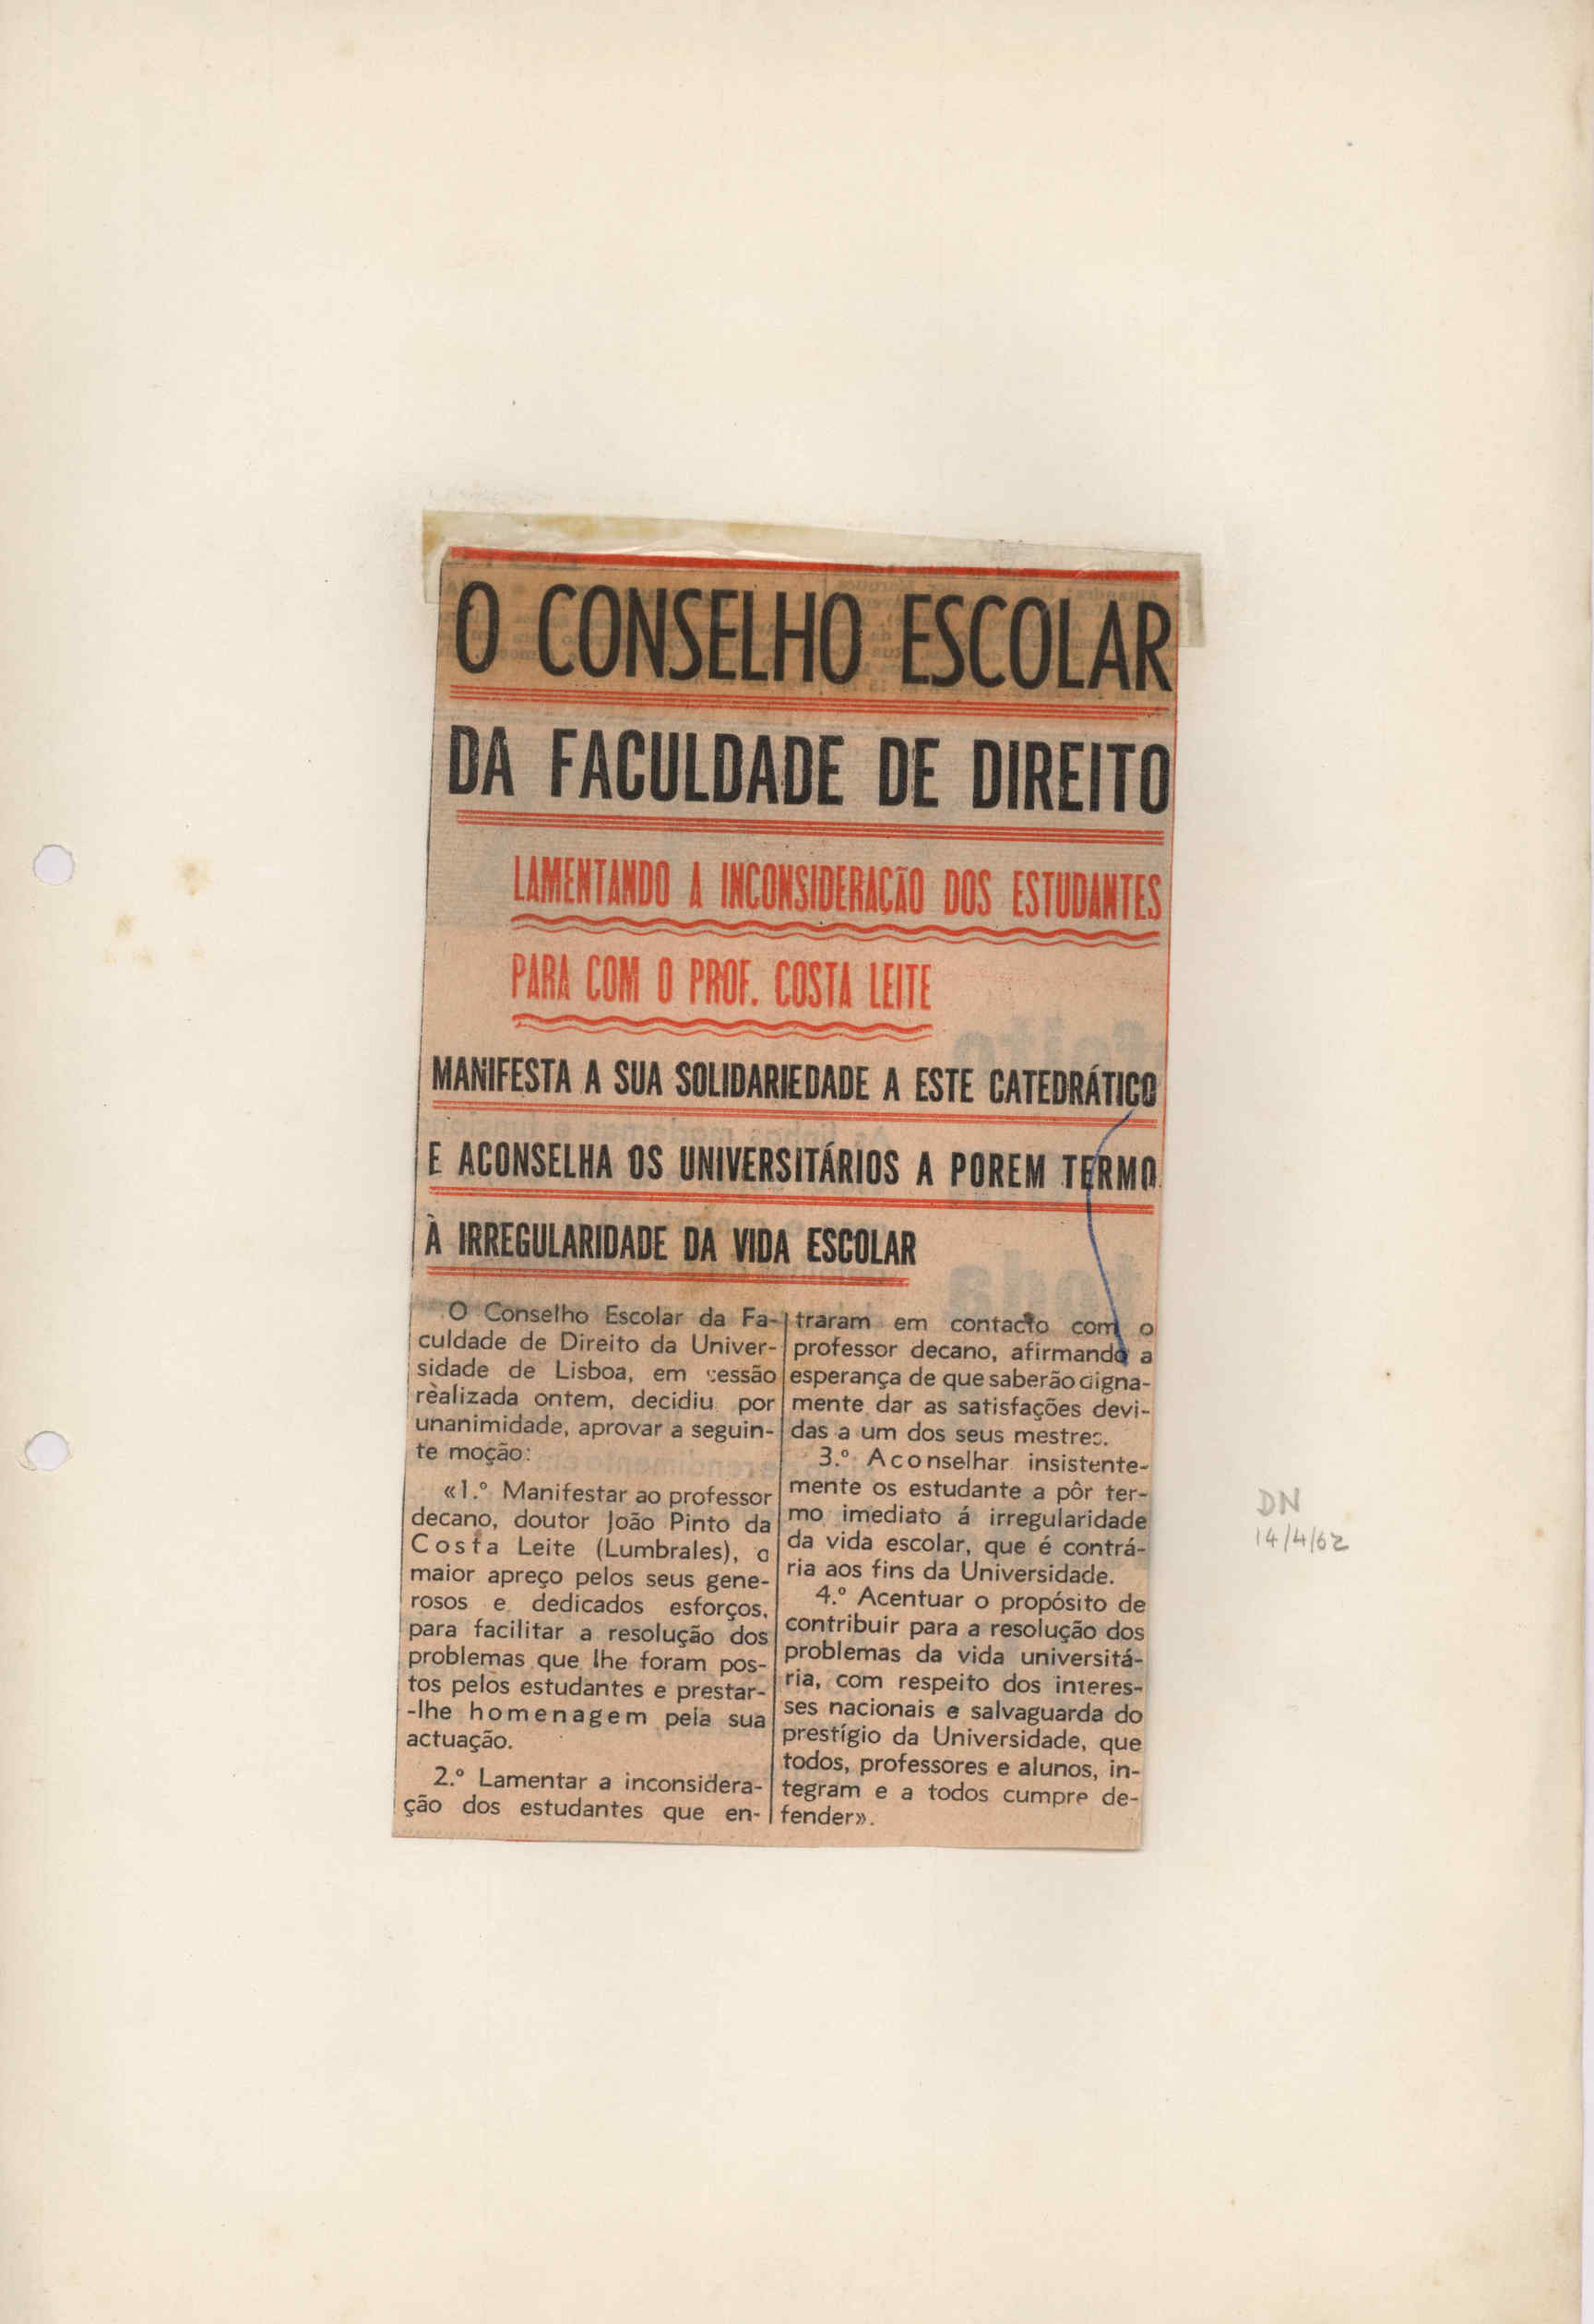 O CONSELHO ESCOLAR
DA FACULDADE DE DIREITO
LAMENTANDO A INCONSIDERAÇÃO DOS ESTUDANTES
PARA COM O PROF. COSTA LEITE
MANIFESTA A SUA SOLIDARIEDADE A ESTE CATEDRÁTICO
E ACONSELHA OS UNIVERSITÁRIOS A POREM TERMO
À IRREGULARIDADE DA VIDA ESCOLAR
O Conselho Escolar da Fa-
culdade de Direito da Univer-
sidade de Lisboa, em sessão
rèalizada ontem, decidiu por
unanimidade, aprovar a seguin-
te moção:
«1.º Manifestar ao professor
decano, doutor João Pinto da
Costa Leite (Lumbrales), o
maior apreço pelos seus gene-
rosos e dedicados esforços,
para facilitar a resolução dos
problemas que lhe foram pos-
tos pelos estudantes e prestar-
-lhe homenagem pela sua
actuação.
2.º Lamentar a inconsidera-
ção dos estudantes que en-
traram em contacto com o
professor decano, afirmando a
esperança de que saberão digna-
mente dar as satisfações devi-
das a um dos seus mestres.
3.º Aconselhar insistente-
mente os estudante a pôr ter-
mo imediato á irregularidade
da vida escolar, que é contrá-
ria aos fins da Universidade.
4.º Acentuar o propósito de
contribuir para a resolução dos
problemas da vida universitá-
ria, com respeito dos interes-
ses nacionais e salvaguarda do
prestígio da Universidade, que
todos, professores e alunos, in-
tegram e a todos cumpre de-
fender».
DN
14/4/62